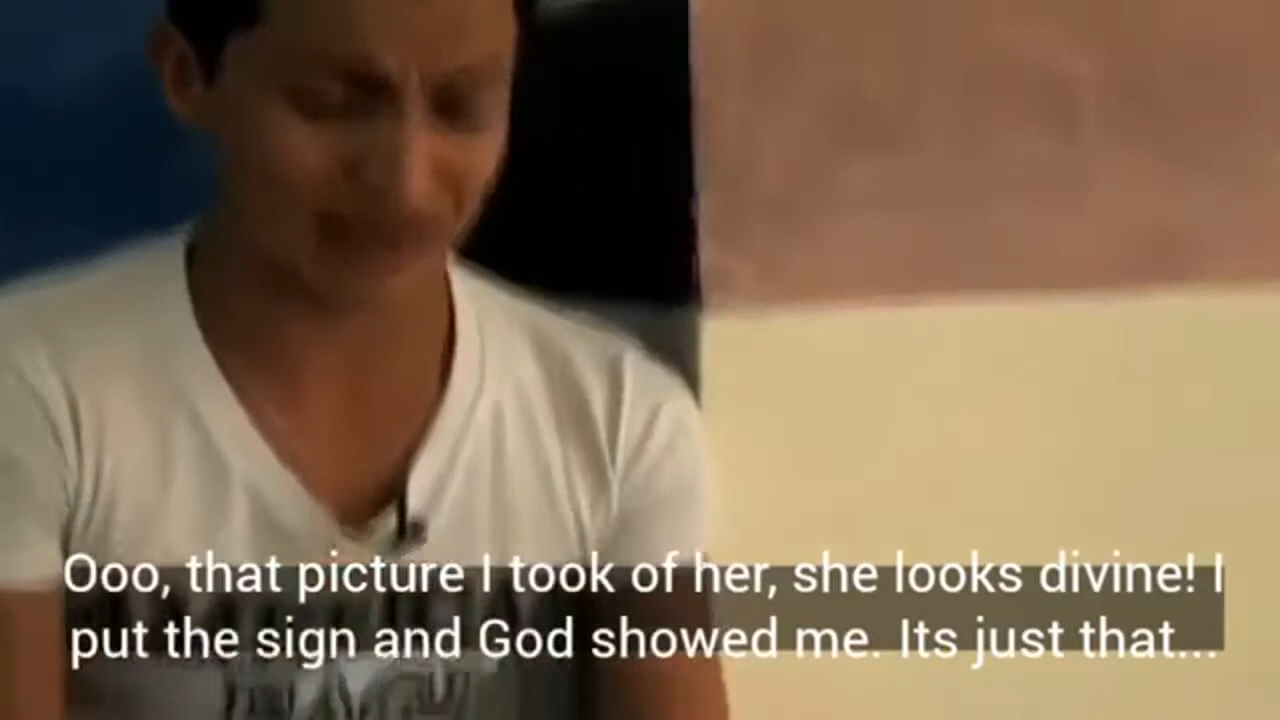 Ooo, that picture I took of her, she looks divine! I
put the sign and God showed me. Its just that...